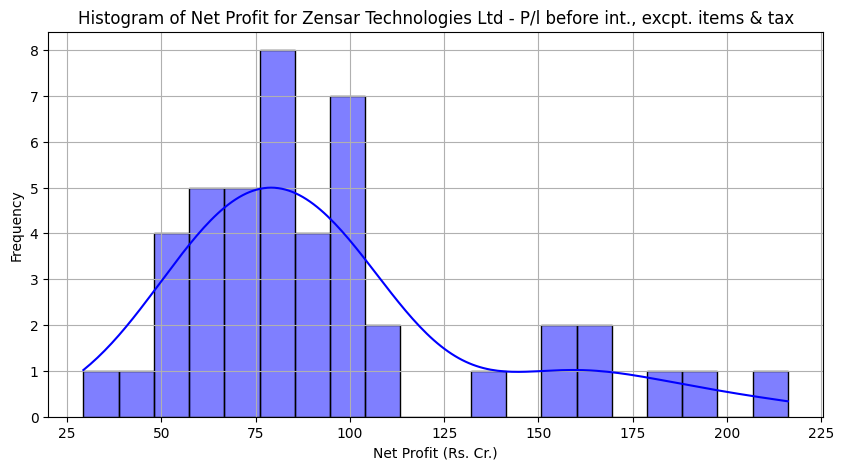 Histogram of Net Profit for Zensar Technologies Ltd - P/l before int., excpt. items & tax
8
7
6
5
4
3
2
1
0
Frequency
25 50 75 100 125 150 175 200 225
Net Profit (Rs. Cr.)